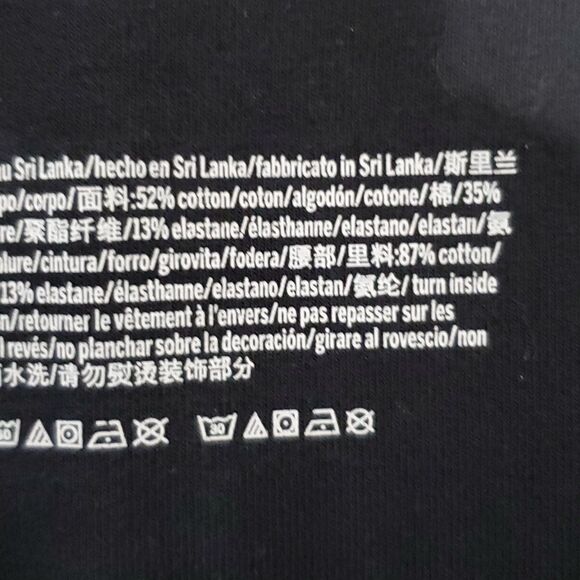 au Sri Lanka/hecho en Sri Lanka/fabbricato in Sri Lanka/斯里兰
po/corpo/面料:52% cotton/coton/algodón/cotone/棉/35%
re/聚酯纤维/13% elastane/élasthanne/elastano/elastan/氨
alure/cintura/forro/girovita/fodera/腰部/里料:87% cotton/
13% elastane/élasthanne/elastano/elastan/氨纶/ turn inside
n/retourner le vêtement à l'envers/ne pas repasser sur les
l revés/no planchar sobre la decoración/girare al rovescio/non
水洗/请勿熨烫装饰部分
30 30